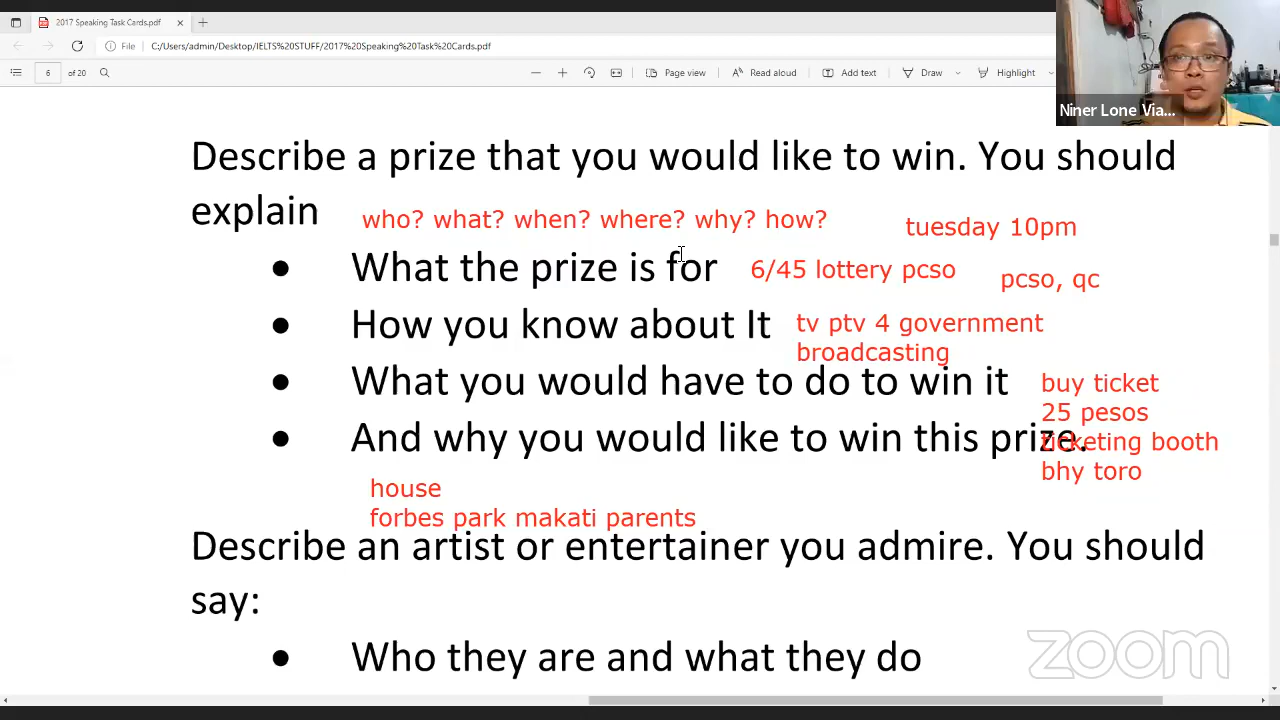 2017 Speaking Task Cards.pdf
File C:/Users/admin/Desktop/IELTS%20STUFF/2017%20Speaking%20Task%20Cards.pdf
6 of 20 Page view Read aloud Add text Draw Highlight
Niner Lone Via...
Describe a prize that you would like to win. You should
explain
who? what? when? where? why? how?
tuesday 10pm
What the prize is for
6/45 lottery pcso
pcso, qc
How you know about It
tv ptv 4 government
broadcasting
What you would have to do to win it
buy ticket
25 pesos
And why you would like to win this prize.
ticketing booth
bhy toro
house
forbes park makati parents
Describe an artist or entertainer you admire. You should
say:
Who they are and what they do
zoom